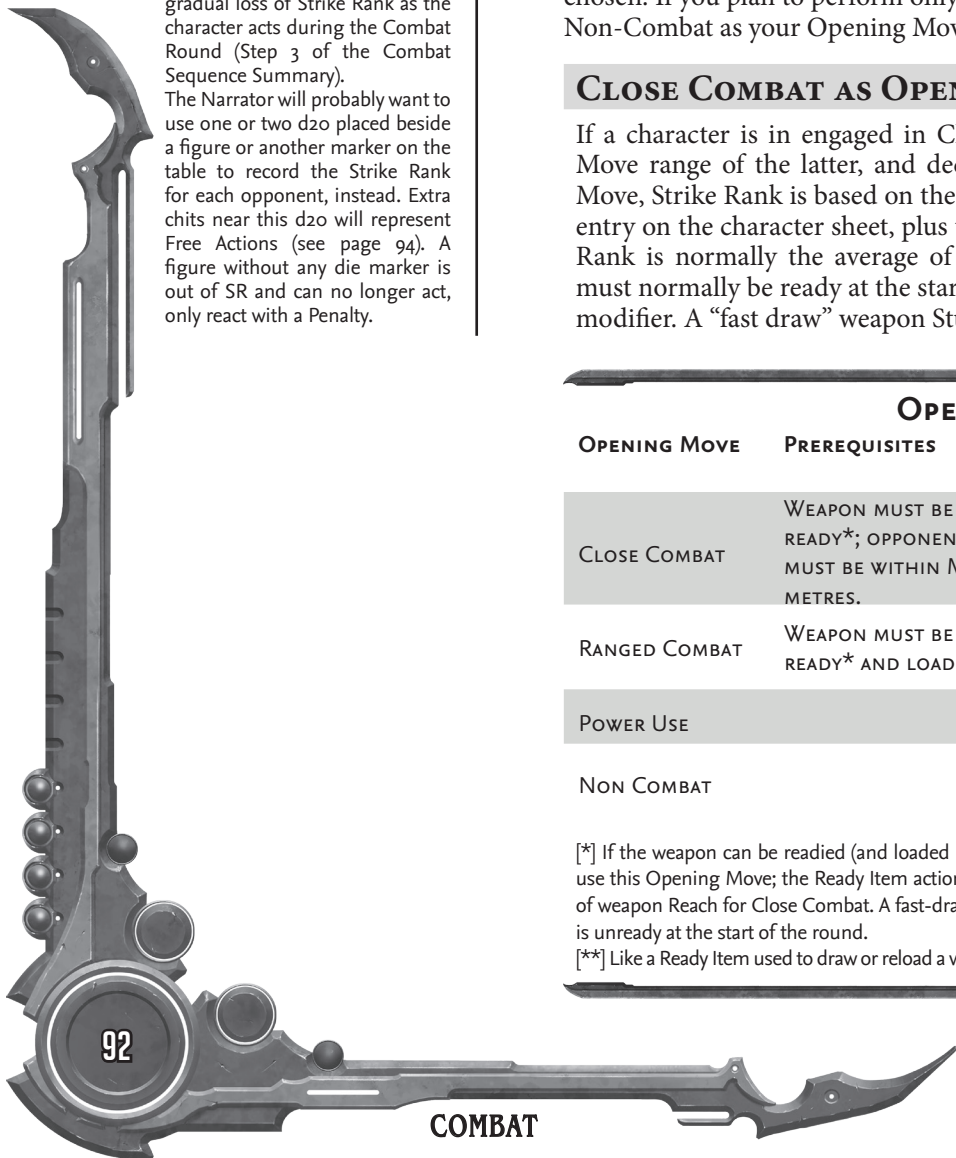 gradual loss of Strike Rank as the
character acts during the Combat
Round (Step 3 of the Combat
Sequence Summary).
The Narrator will probably want to
use one or two d20 placed beside
a figure or another marker on the
table to record the Strike Rank
for each opponent, instead. Extra
chits near this d20 will represent
Free Actions (see page 94). A
figure without any die marker is
out of SR and can no longer act,
only react with a Penalty.
chosen. If you plan to perform only
Non-Combat as your Opening Mov
Close Combat as Open
If a character is in engaged in C
Move range of the latter, and dec
Move, Strike Rank is based on the
entry on the character sheet, plus
Rank is normally the average of
must normally be ready at the star
modifier. A “fast draw” weapon St
Ope
Opening Move Prerequisites
Close Combat
Weapon must be
ready*; opponen
must be within M
metres.
Ranged Combat
Weapon must be
ready* and load
Power Use
Non Combat
[*] If the weapon can be readied (and loaded
use this Opening Move; the Ready Item action
of weapon Reach for Close Combat. A fast-dra
is unready at the start of the round.
[**] Like a Ready Item used to draw or reload a w
92
COMBAT